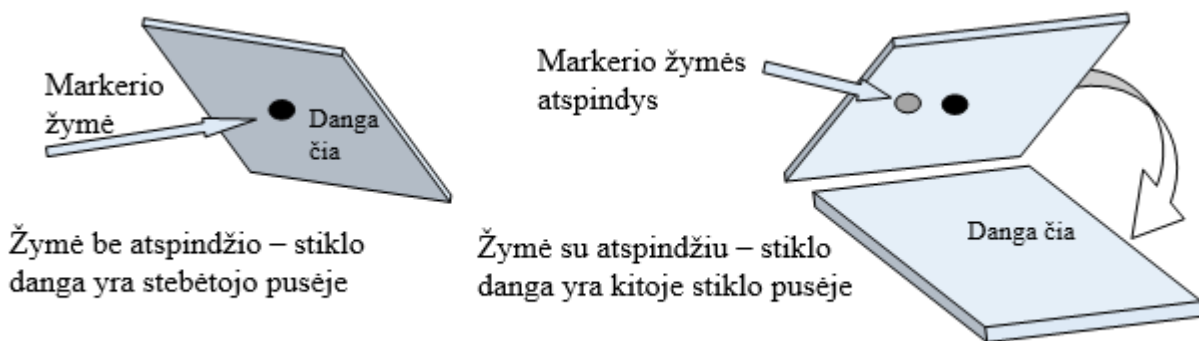 Markerio
žymė
Danga
čia
Žymė be atspindžio – stiklo
danga yra stebėtojo pusėje
Markerio žymės
atspindys
Danga čia
Žymė su atspindžiu – stiklo
danga yra kitoje stiklo pusėje